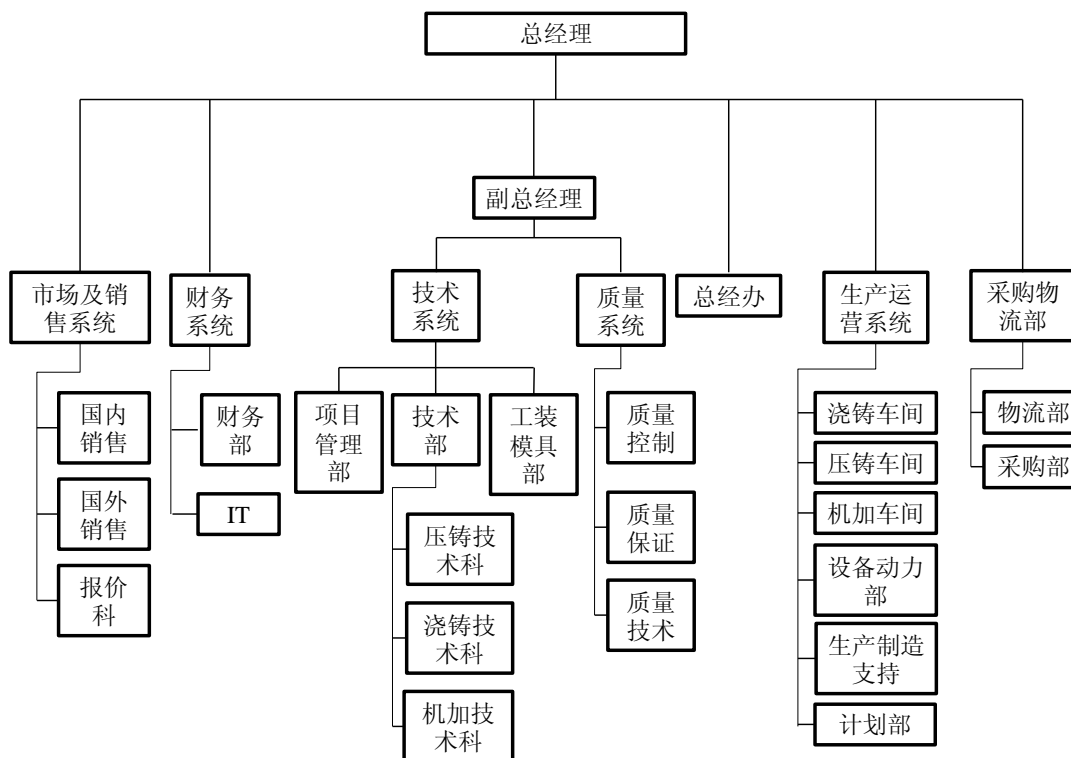 总经理
副总经理
市场及销
售系统
财务
系统
技术
系统
质量
系统
总经办
生产运
营系统
采购物
流部
国内
销售
国外
销售
报价
科
财务
部
IT
项目
管理
部
技术
部
工装
模具
部
压铸技
术科
浇铸技
术科
机加技
术科
质量
控制
质量
保证
质量
技术
浇铸车间
压铸车间
机加车间
设备动力
部
生产制造
支持
计划部
物流部
采购部